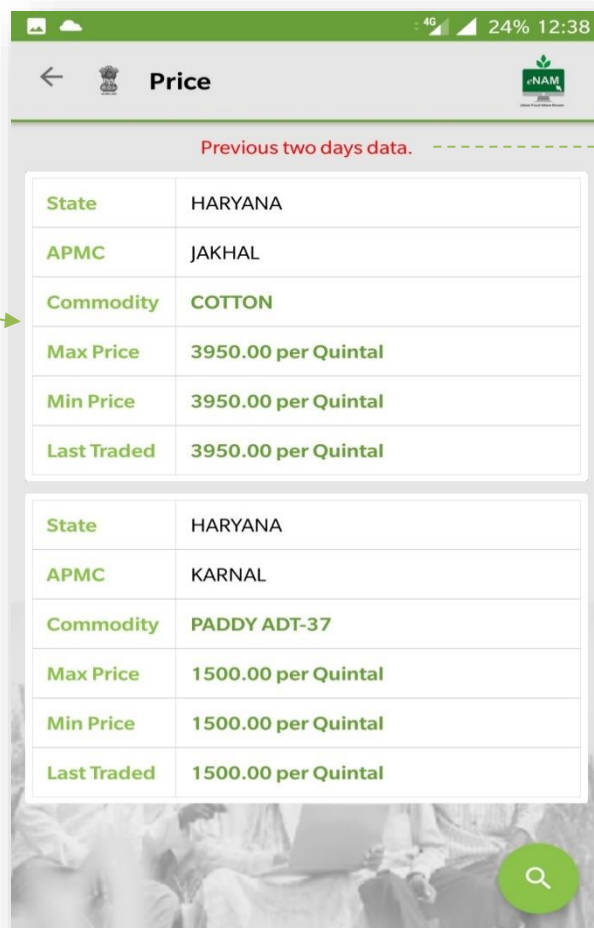 4G 24% 12:38
Price
eNAM
Previous two days data.
State HARYANA
APMC JAKHAL
Commodity COTTON
Max Price 3950.00 per Quintal
Min Price 3950.00 per Quintal
Last Traded 3950.00 per Quintal
State HARYANA
APMC KARNAL
Commodity PADDY ADT-37
Max Price 1500.00 per Quintal
Min Price 1500.00 per Quintal
Last Traded 1500.00 per Quintal